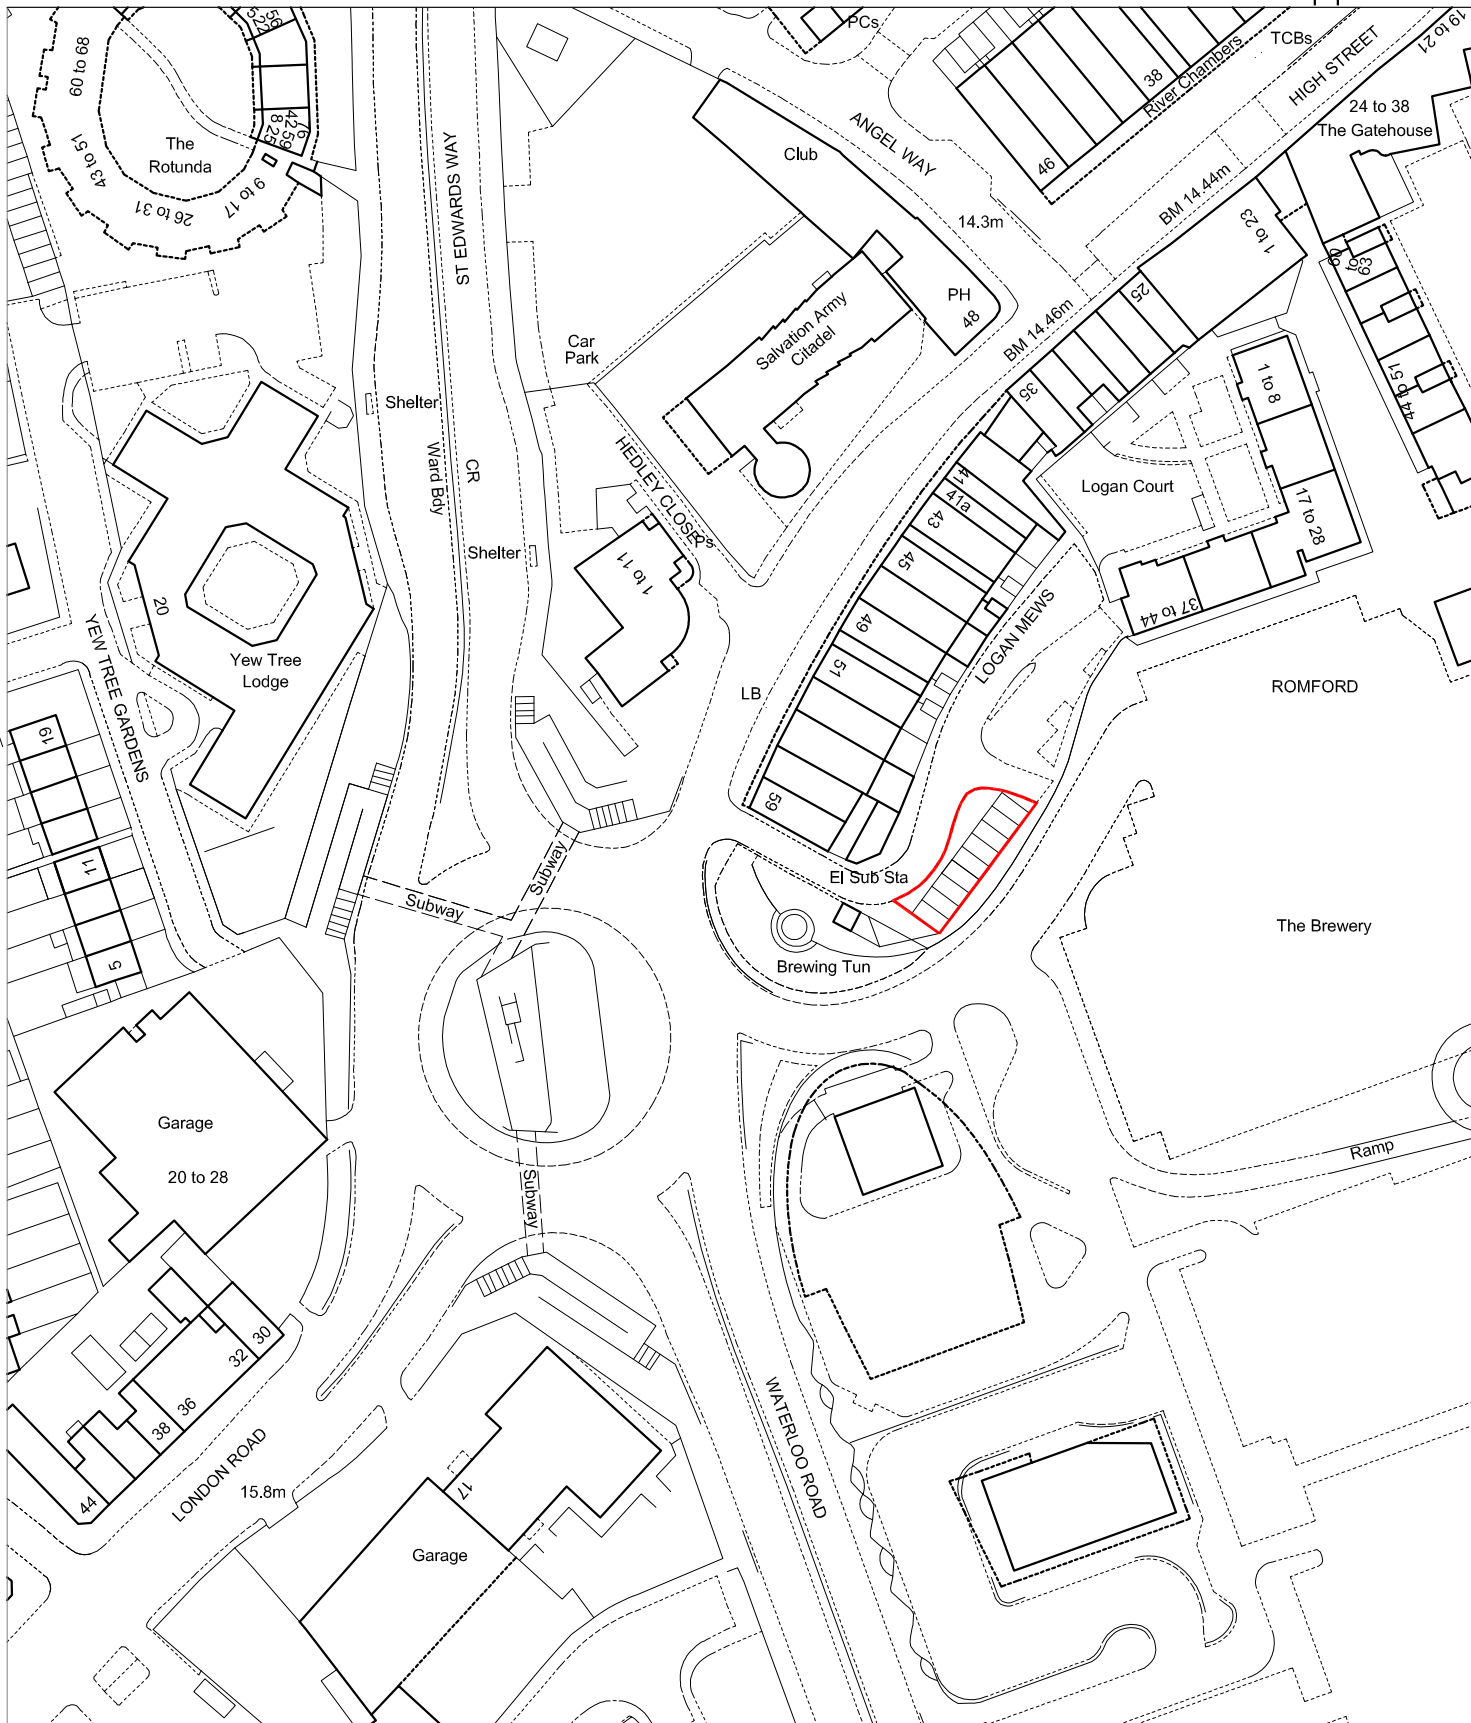 PCs
TCBs
HIGH STREET
19 to 21
38
River Chambers
46
24 to 38
The Gatehouse
60 to 68
The
Rotunda
43 to 51
26 to 31
9 to 17
ST EDWARDS WAY
Club
ANGEL WAY
14.3m
BM 14.44m
1 to 23
60
to
63
PH
48
25
BM 14.46m
35
Salvation Army
Citadel
Car
Park
1 to 8
44 to 51
Shelter
Ward Bdy
CR
HEDLEY CLOSE
Logan Court
17 to 28
41
41a
43
45
49
51
59
Shelter
1 to 11
LOGAN MEWS
37 to 44
20
Yew Tree
Lodge
YEW TREE GARDENS
LB
ROMFORD
19
11
5
Subway
Subway
El Sub Sta
Brewing Tun
The Brewery
Garage
20 to 28
Ramp
Subway
30
32
36
38
44
LONDON ROAD
15.8m
WATERLOO ROAD
17
Garage